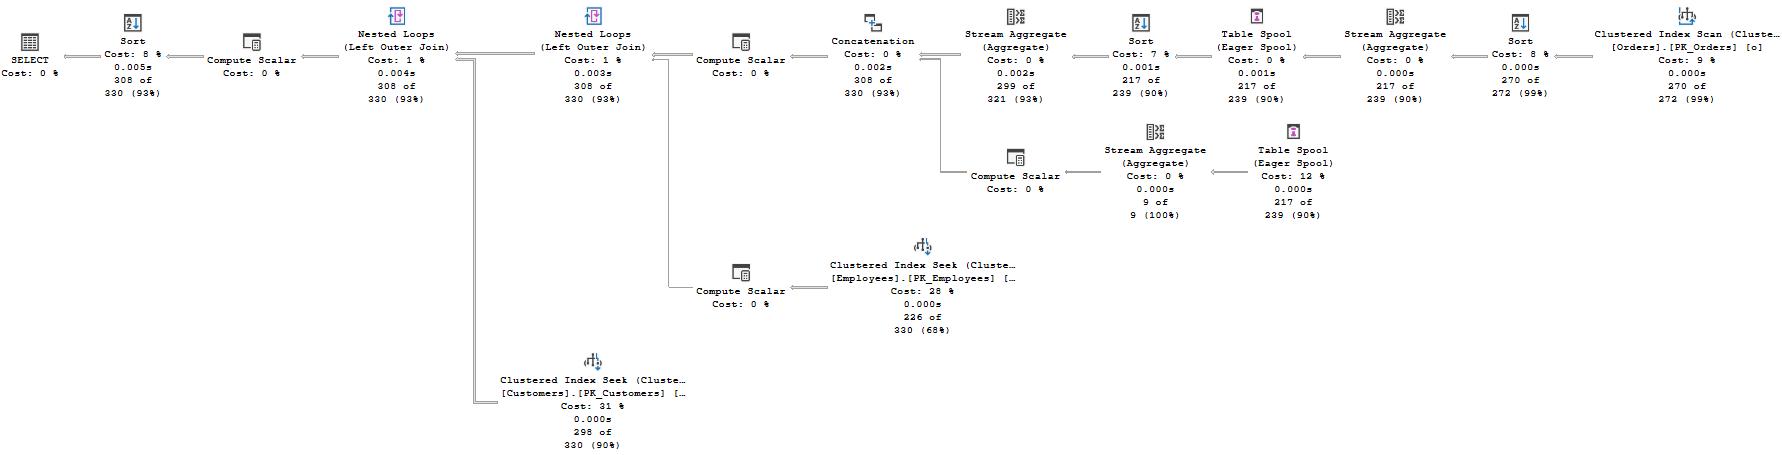 SELECT
Cost: 0 %
Sort
Cost: 8 %
0.005s
308 of
330 (93%)
Compute Scalar
Cost: 0 %
Nested Loops
(Left Outer Join)
Cost: 1 %
0.004s
308 of
330 (93%)
Nested Loops
(Left Outer Join)
Cost: 1 %
0.003s
308 of
330 (93%)
Compute Scalar
Cost: 0 %
Concatenation
Cost: 0 %
0.002s
308 of
330 (93%)
Stream Aggregate
(Aggregate)
Cost: 0 %
0.002s
299 of
321 (93%)
Sort
Cost: 7 %
0.001s
217 of
239 (90%)
Table Spool
(Eager Spool)
Cost: 0 %
0.001s
217 of
239 (90%)
Stream Aggregate
(Aggregate)
Cost: 0 %
0.000s
217 of
239 (90%)
Sort
Cost: 8 %
0.000s
270 of
272 (99%)
Clustered Index Scan (Cluste…
[Orders].[PK_Orders] [o]
Cost: 9 %
0.000s
270 of
272 (99%)
Compute Scalar
Cost: 0 %
Stream Aggregate
(Aggregate)
Cost: 0 %
0.000s
9 of
9 (100%)
Table Spool
(Eager Spool)
Cost: 12 %
0.000s
217 of
239 (90%)
Compute Scalar
Cost: 0 %
Clustered Index Seek (Cluste…
[Employees].[PK_Employees] […
Cost: 28 %
0.000s
226 of
330 (68%)
Clustered Index Seek (Cluste…
[Customers].[PK_Customers] […
Cost: 31 %
0.000s
298 of
330 (90%)